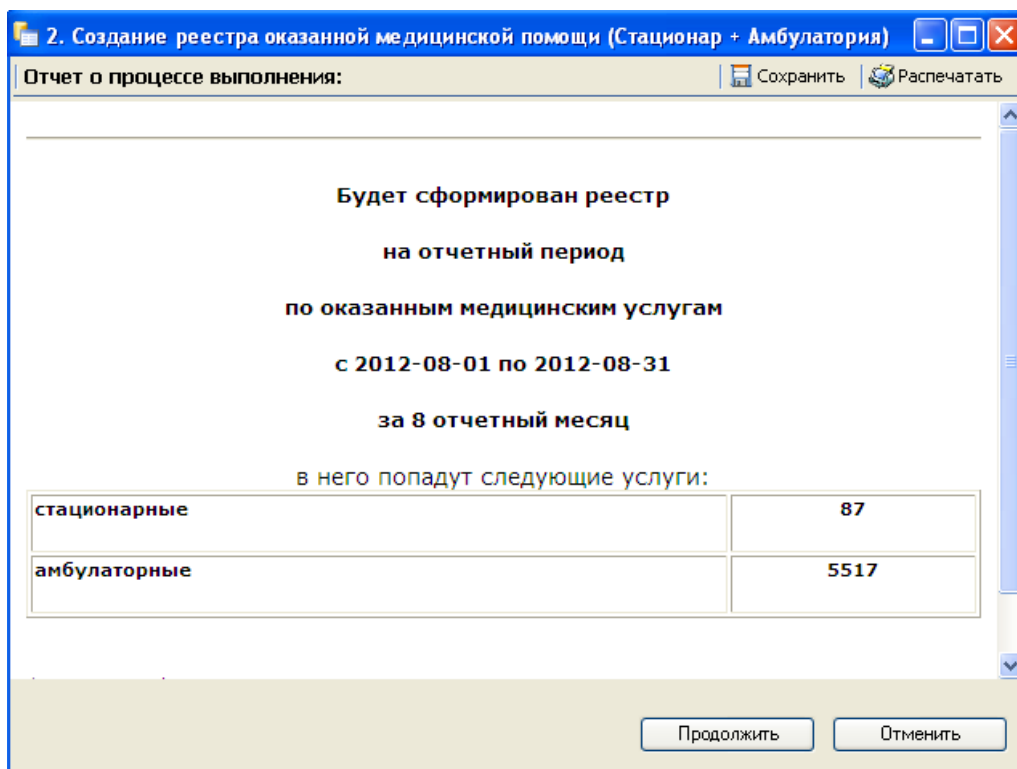 2. Создание реестра оказанной медицинской помощи (Стационар + Амбулатория)
Отчет о процессе выполнения: Сохранить Распечатать
Будет сформирован реестр
на отчетный период
по оказанным медицинским услугам
с 2012-08-01 по 2012-08-31
за 8 отчетный месяц
в него попадут следующие услуги:
стационарные 87
амбулаторные 5517
Продолжить Отменить